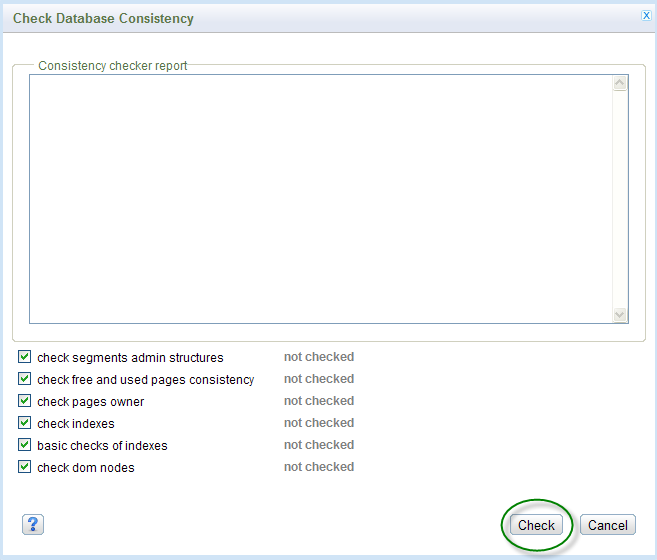 Check Database Consistency
x
Consistency checker report
check segments admin structures not checked
check free and used pages consistency not checked
check pages owner not checked
check indexes not checked
basic checks of indexes not checked
check dom nodes not checked
? Check Cancel